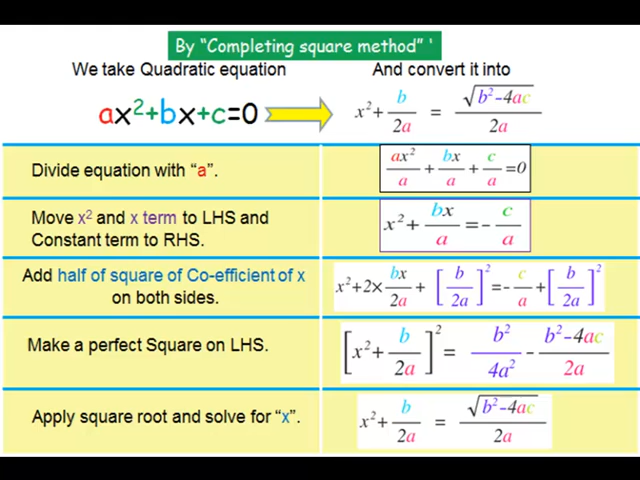 By “Completing square method” ‘
We take Quadratic equation
And convert it into
ax²+bx+c=0
x² + b/2a = √(b²-4ac)/2a
Divide equation with “a”.
ax²/a + bx/a + c/a =0
Move x² and x term to LHS and
Constant term to RHS.
x² + bx/a = - c/a
Add half of square of Co-efficient of x
on both sides.
x²+2× bx/2a + [b/2a]² =- c/a +[b/2a]²
Make a perfect Square on LHS.
[x² + b/2a]² = b²/4a² - b²-4ac/2a
Apply square root and solve for “x”.
x² + b/2a = √(b²-4ac)/2a